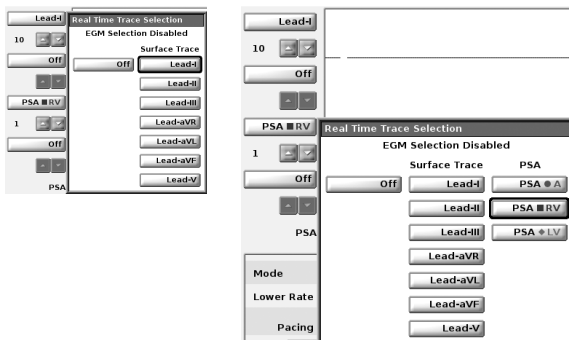 Lead-I
Real Time Trace Selection
EGM Selection Disabled
10
Surface Trace
Off
Off
Lead-I
Lead-II
PSA ■ RV
Lead-III
1
Lead-aVR
Off
Lead-aVL
Lead-aVF
PSA
Lead-V
Lead-I
10
Off
PSA ■ RV
Real Time Trace Selection
1
EGM Selection Disabled
Surface Trace
PSA
Off
Off
Lead-I
PSA ● A
Lead-II
PSA ■ RV
PSA
Lead-III
PSA ◆ LV
Lead-aVR
Mode
Lead-aVL
Lower Rate
Lead-aVF
Pacing
Lead-V